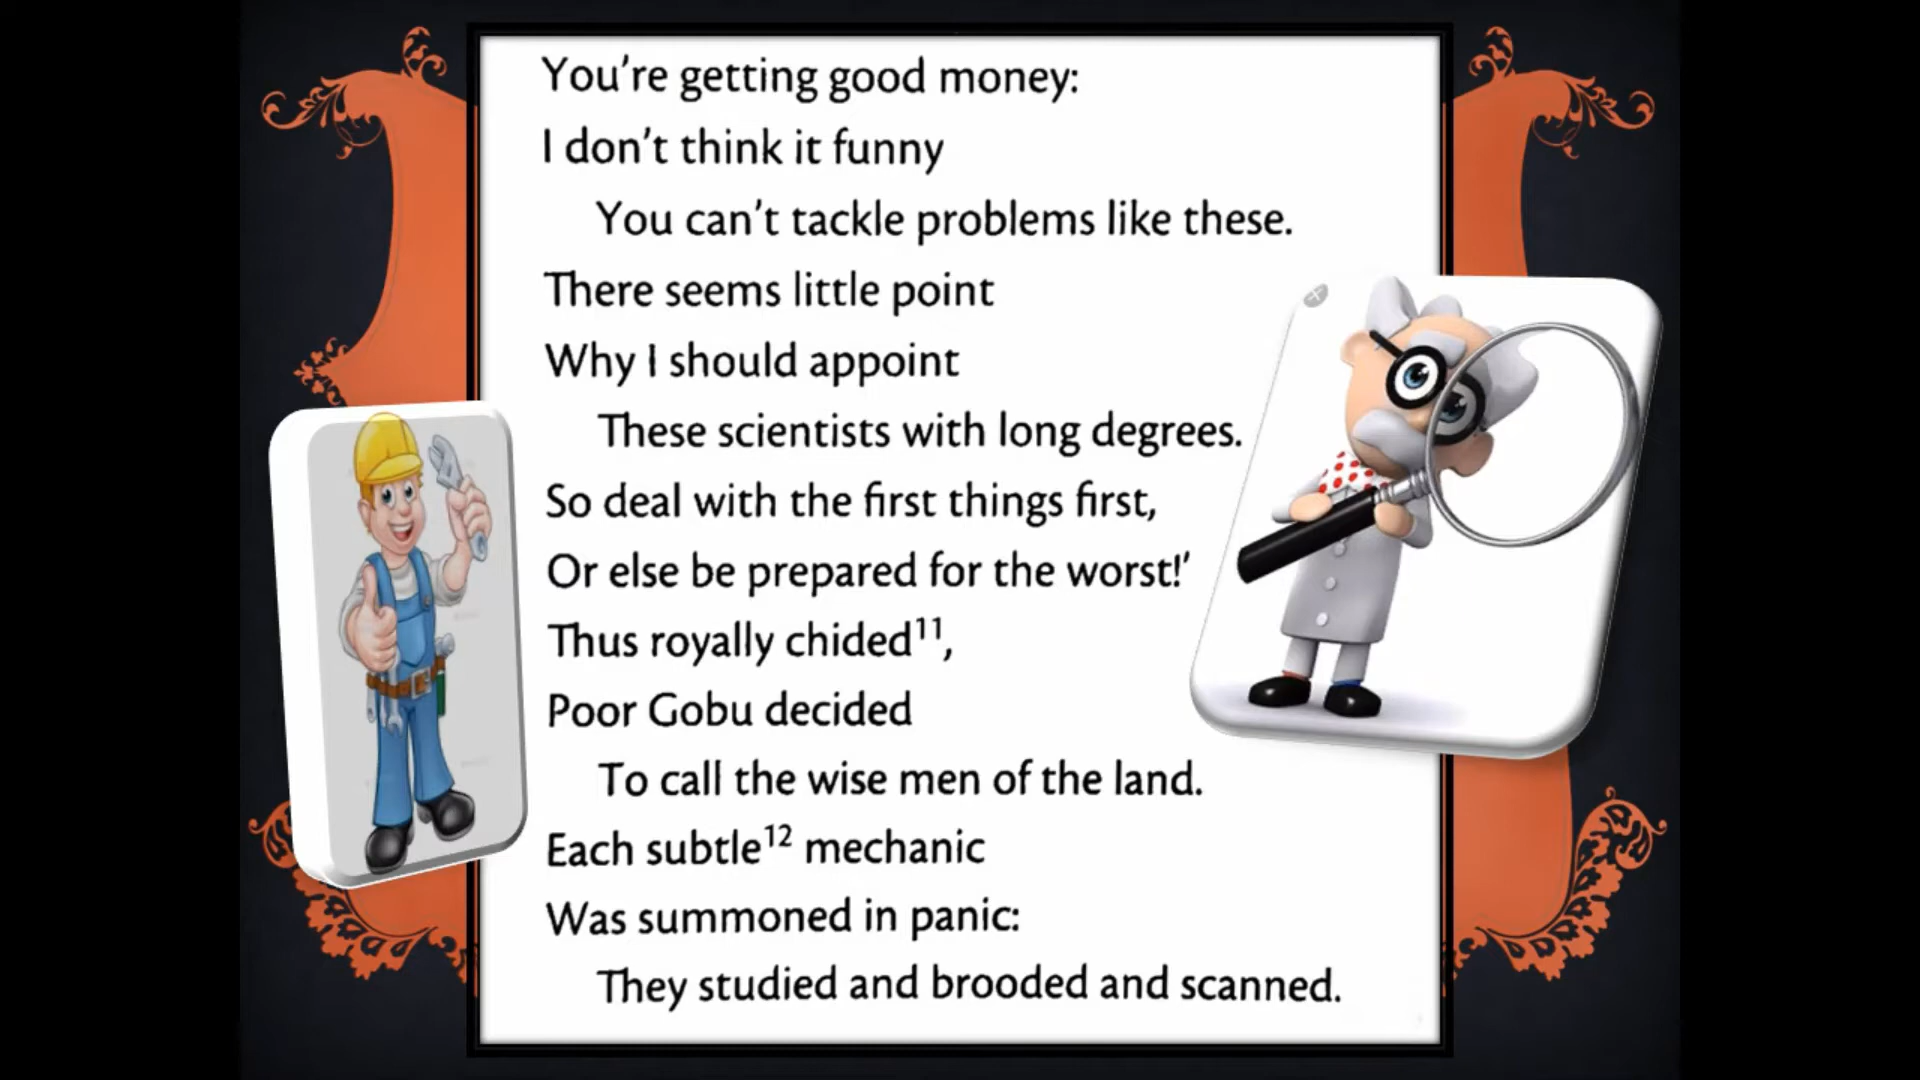 You're getting good money:
I don't think it funny
You can't tackle problems like these.
There seems little point
Why I should appoint
These scientists with long degrees.
So deal with the first things first,
Or else be prepared for the worst!'
Thus royally chided¹¹,
Poor Gobu decided
To call the wise men of the land.
Each subtle¹² mechanic
Was summoned in panic:
They studied and brooded and scanned.